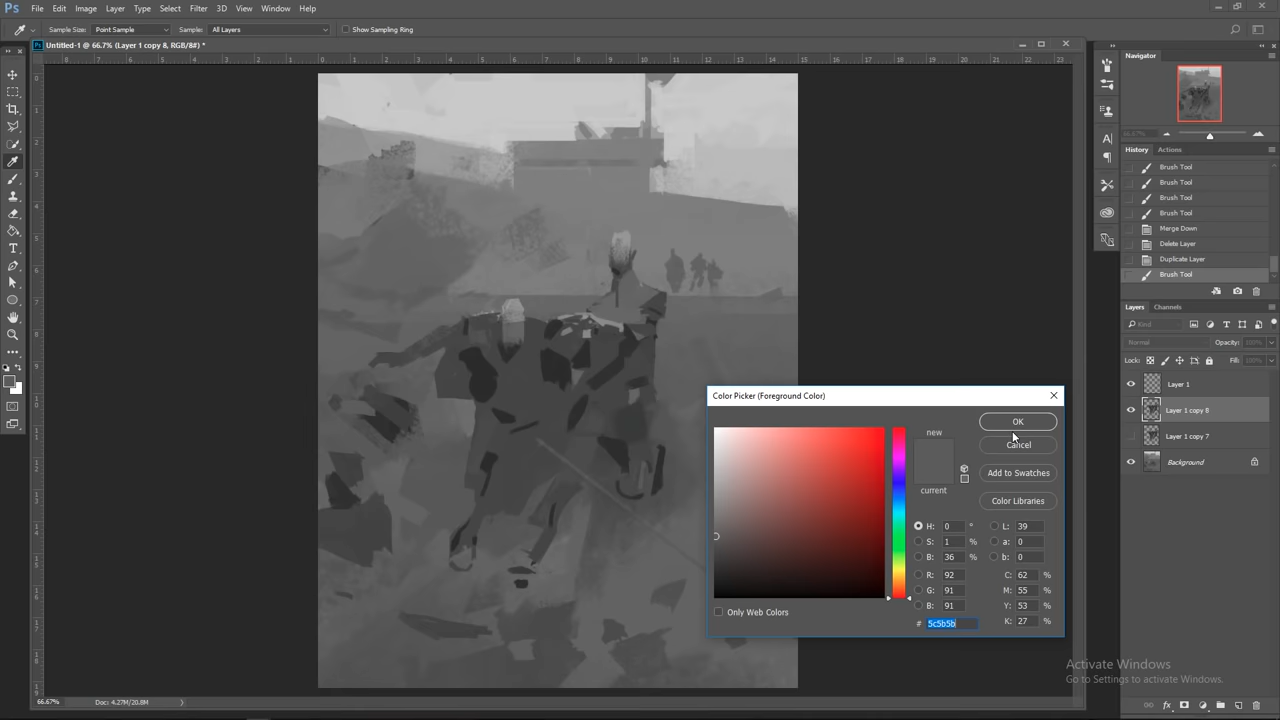 Ps File Edit Image Layer Type Select Filter 3D View Window Help
Sample Size: Point Sample Sample: All Layers Show Sampling Ring
Untitled-1 @ 66.7% (Layer 1 copy 8, RGB/8#) *
Navigator
History Actions
Brush Tool
Brush Tool
Brush Tool
Brush Tool
Merge Down
Delete Layer
Duplicate Layer
Brush Tool
Layers Channels
Kind
Normal Opacity: 100%
Lock: Fill: 100%
Layer 1
Layer 1 copy 8
Layer 1 copy 7
Background
Color Picker (Foreground Color)
new
current
OK
Cancel
Add to Swatches
Color Libraries
H: 0 ° L: 39
S: 1 % a: 0
B: 36 % b: 0
R: 92 C: 62 %
G: 91 M: 55 %
B: 91 Y: 53 %
# 5c5b5b K: 27 %
Only Web Colors
Activate Windows
Go to Settings to activate Windows.
66.67% Doc: 4.27M/20.8M